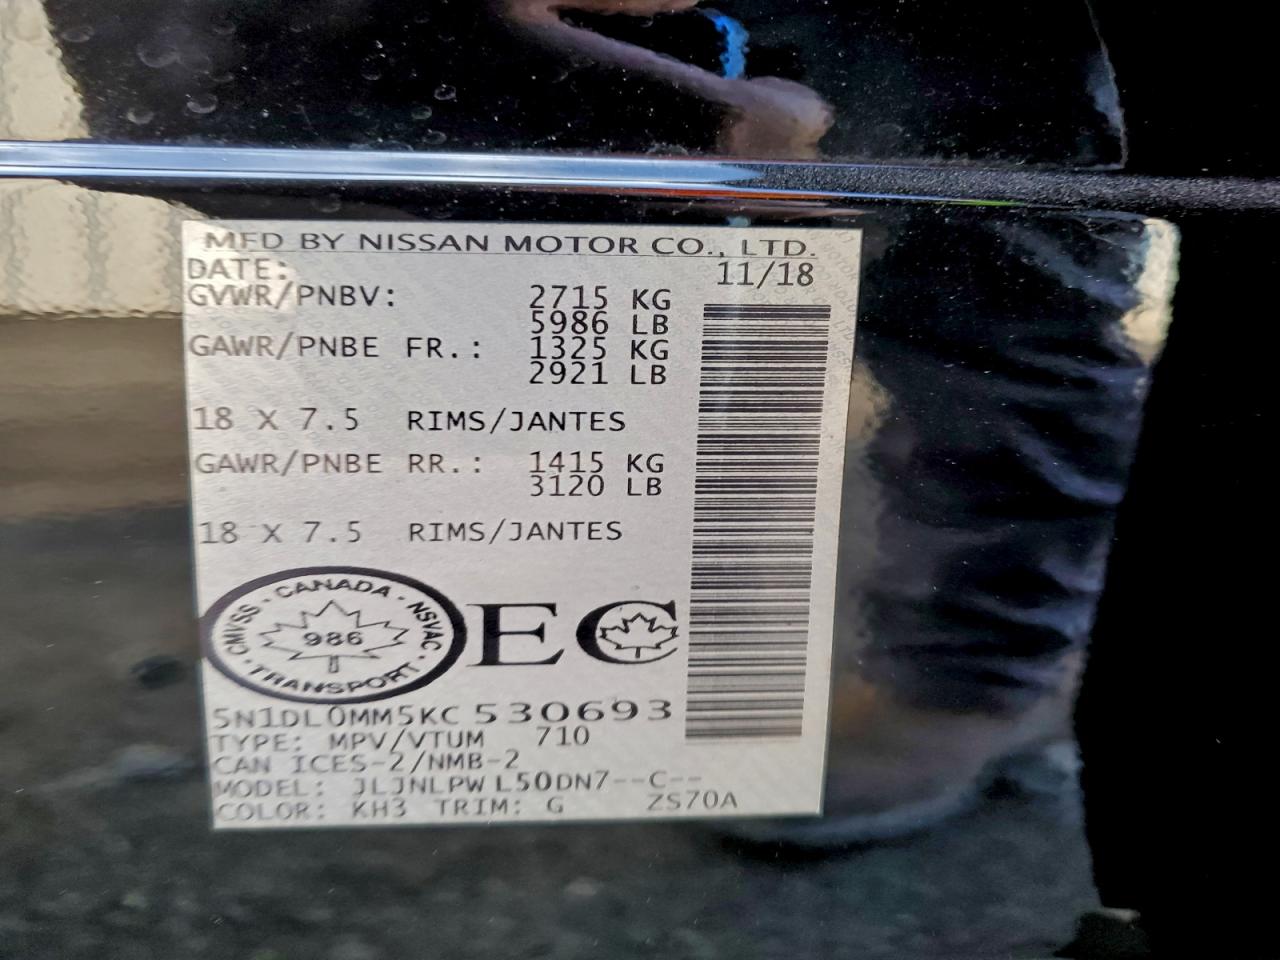 MFD BY NISSAN MOTOR CO., LTD.
DATE: 11/18
GVWR/PNBV: 2715 KG
5986 LB
GAWR/PNBE FR.: 1325 KG
2921 LB
18 X 7.5 RIMS/JANTES
GAWR/PNBE RR.: 1415 KG
3120 LB
18 X 7.5 RIMS/JANTES
CANADA · NSVAC · TRANSPORT · CMVSS ·
986
EC
5N1DL0MM5KC530693
TYPE: MPV/VTUM 710
CAN ICES-2/NMB-2
MODEL: JLJNLPWL50DN7--C--
COLOR: KH3 TRIM: G ZS70A